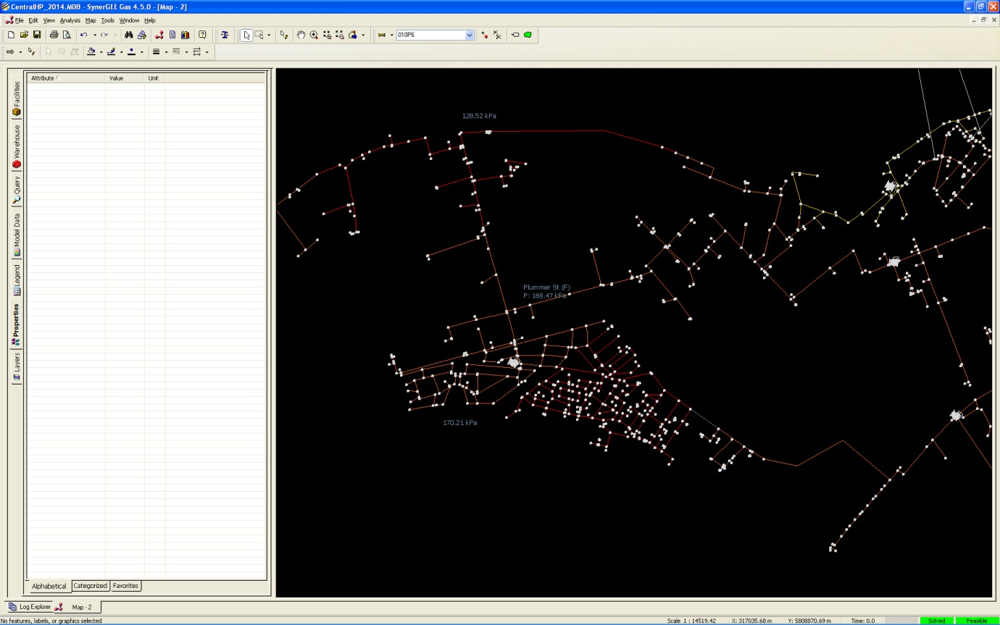 CentralHP_2014.MDB - SynerGEE Gas 4.5.0 - [Map - 2]
File Edit View Analysis Map Tools Window Help
010P6
Attribute Value Unit
Facilities
Warehouse
Query
Model Data
Legend
Properties
Layers
128.52 kPa
Plummer St (F)
P: 168.47 kPa
170.21 kPa
Alphabetical Categorized Favorites
Log Explorer Map - 2
No features, labels, or graphics selected Scale 1 : 14519.42 X: 317035.68 m Y: 5808870.69 m Time: 0.0 Solved Feasible